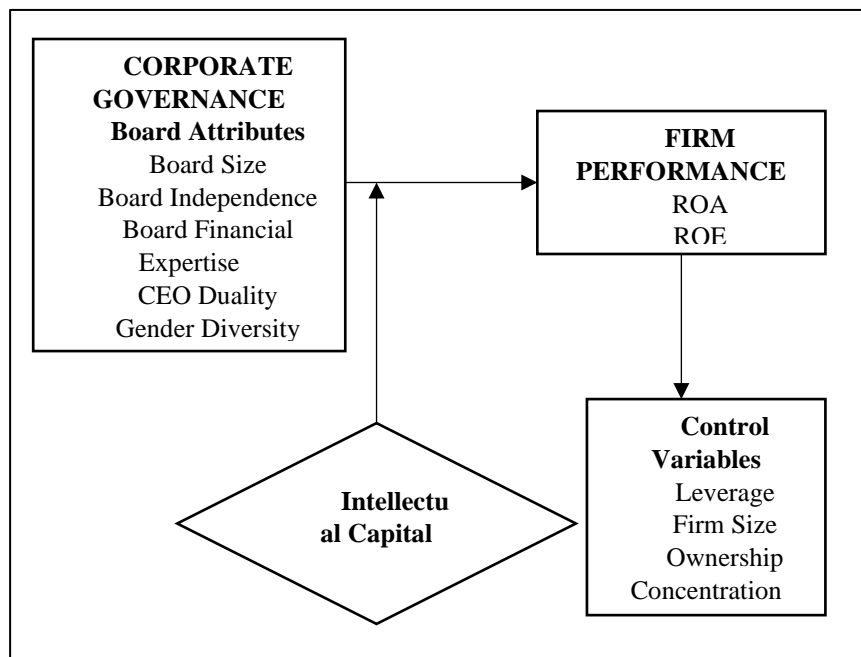 CORPORATE
GOVERNANCE
Board Attributes
Board Size
Board Independence
Board Financial
Expertise
CEO Duality
Gender Diversity
FIRM
PERFORMANCE
ROA
ROE
Control
Variables
Leverage
Firm Size
Ownership
Concentration
Intellectu
al Capital